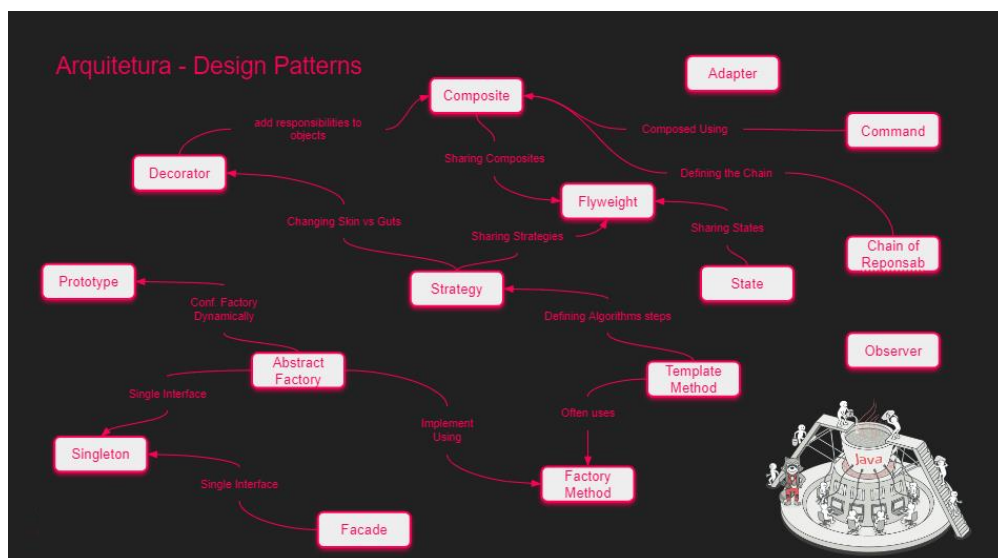 Arquitetura - Design Patterns
Adapter
Composite
add responsibilities to
objects
Composed Using
Command
Sharing Composites
Decorator
Defining the Chain
Flyweight
Changing Skin vs Guts
Sharing Strategies
Sharing States
Chain of
Reponsab
Prototype
Strategy
State
Conf. Factory
Dynamically
Defining Algorithms steps
Observer
Abstract
Factory
Template
Method
Single Interface
Implement
Using
Often uses
Singleton
Java
Single Interface
Factory
Method
Facade